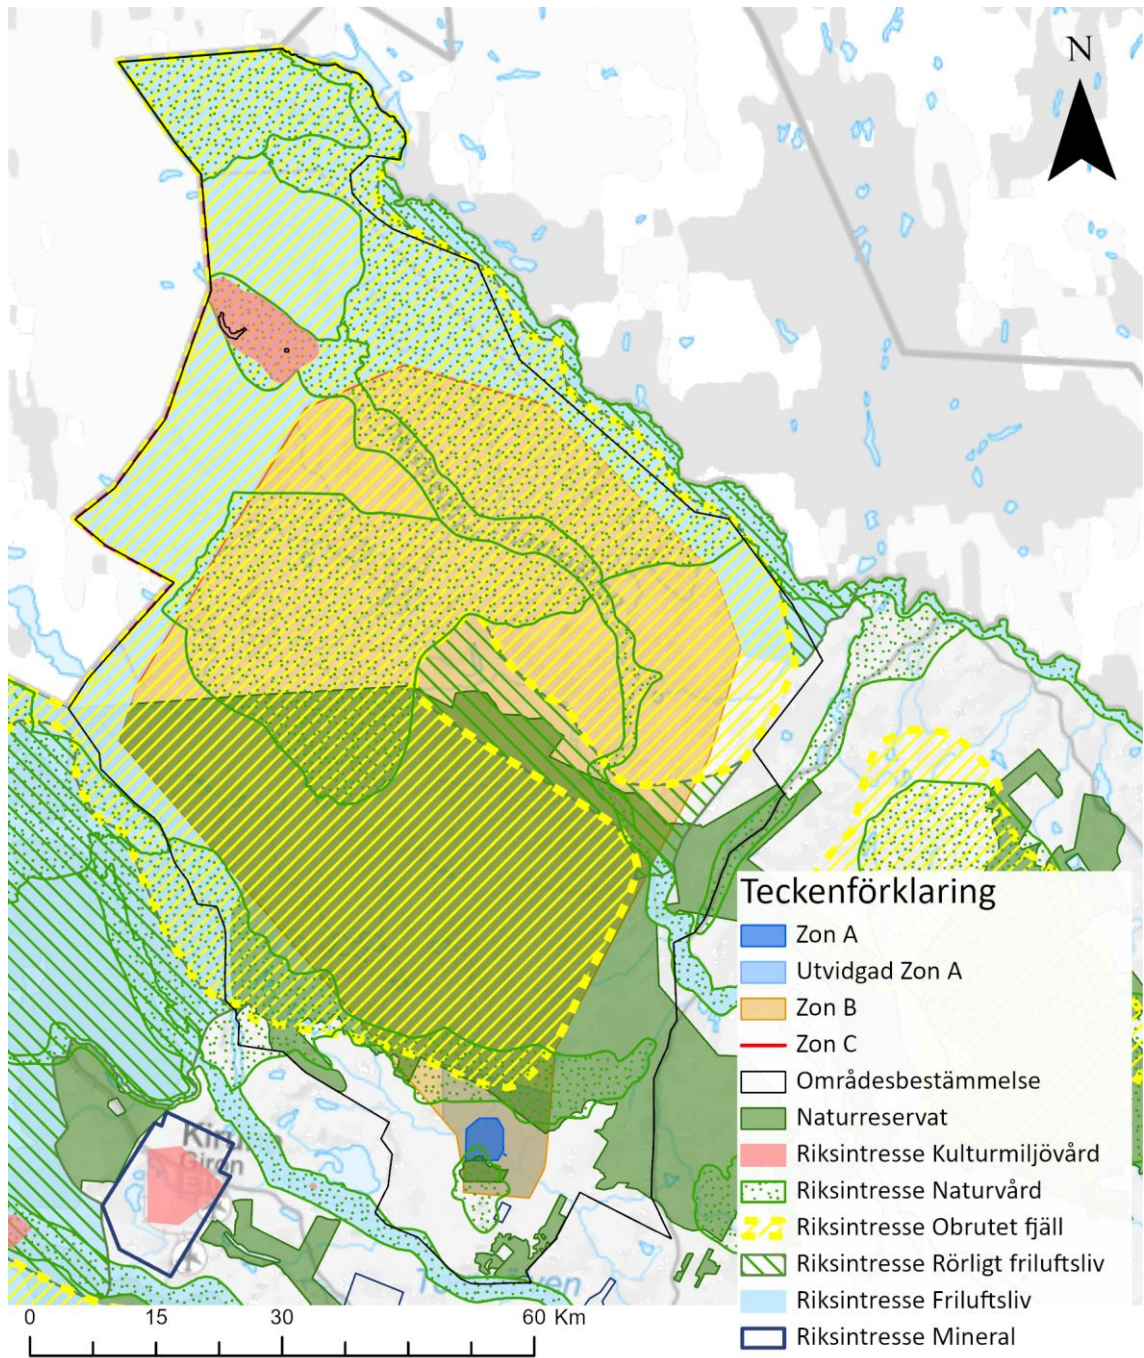 N
Teckenförklaring
Zon A
Utvidgad Zon A
Zon B
Zon C
Områdesbestämmelse
Naturreservat
Riksintresse Kulturmiljövård
Riksintresse Naturvård
Riksintresse Obrutet fjäll
Riksintresse Rörligt friluftsliv
Riksintresse Friluftsliv
Riksintresse Mineral
Giron
0 15 30 60 Km